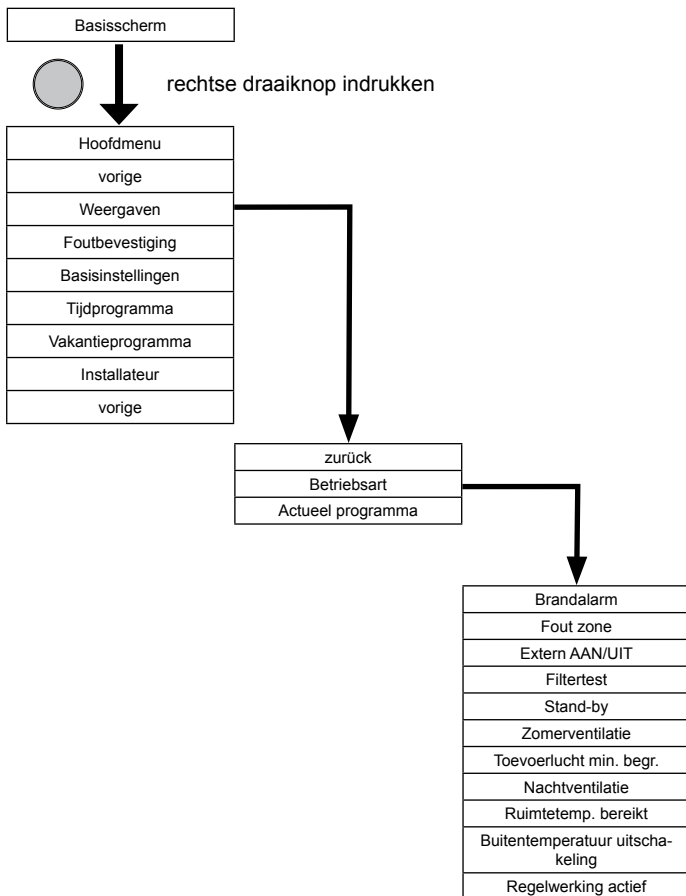 Basisscherm
rechtse draaiknop indrukken
Hoofdmenu
vorige
Weergaven
Foutbevestiging
Basisinstellingen
Tijdprogramma
Vakantieprogramma
Installateur
vorige
zurück
Betriebsart
Actueel programma
Brandalarm
Fout zone
Extern AAN/UIT
Filtertest
Stand-by
Zomerventilatie
Toevoerlucht min. begr.
Nachtventilatie
Ruimtetemp. bereikt
Buitentemperatuur uitscha-
keling
Regelwerking actief